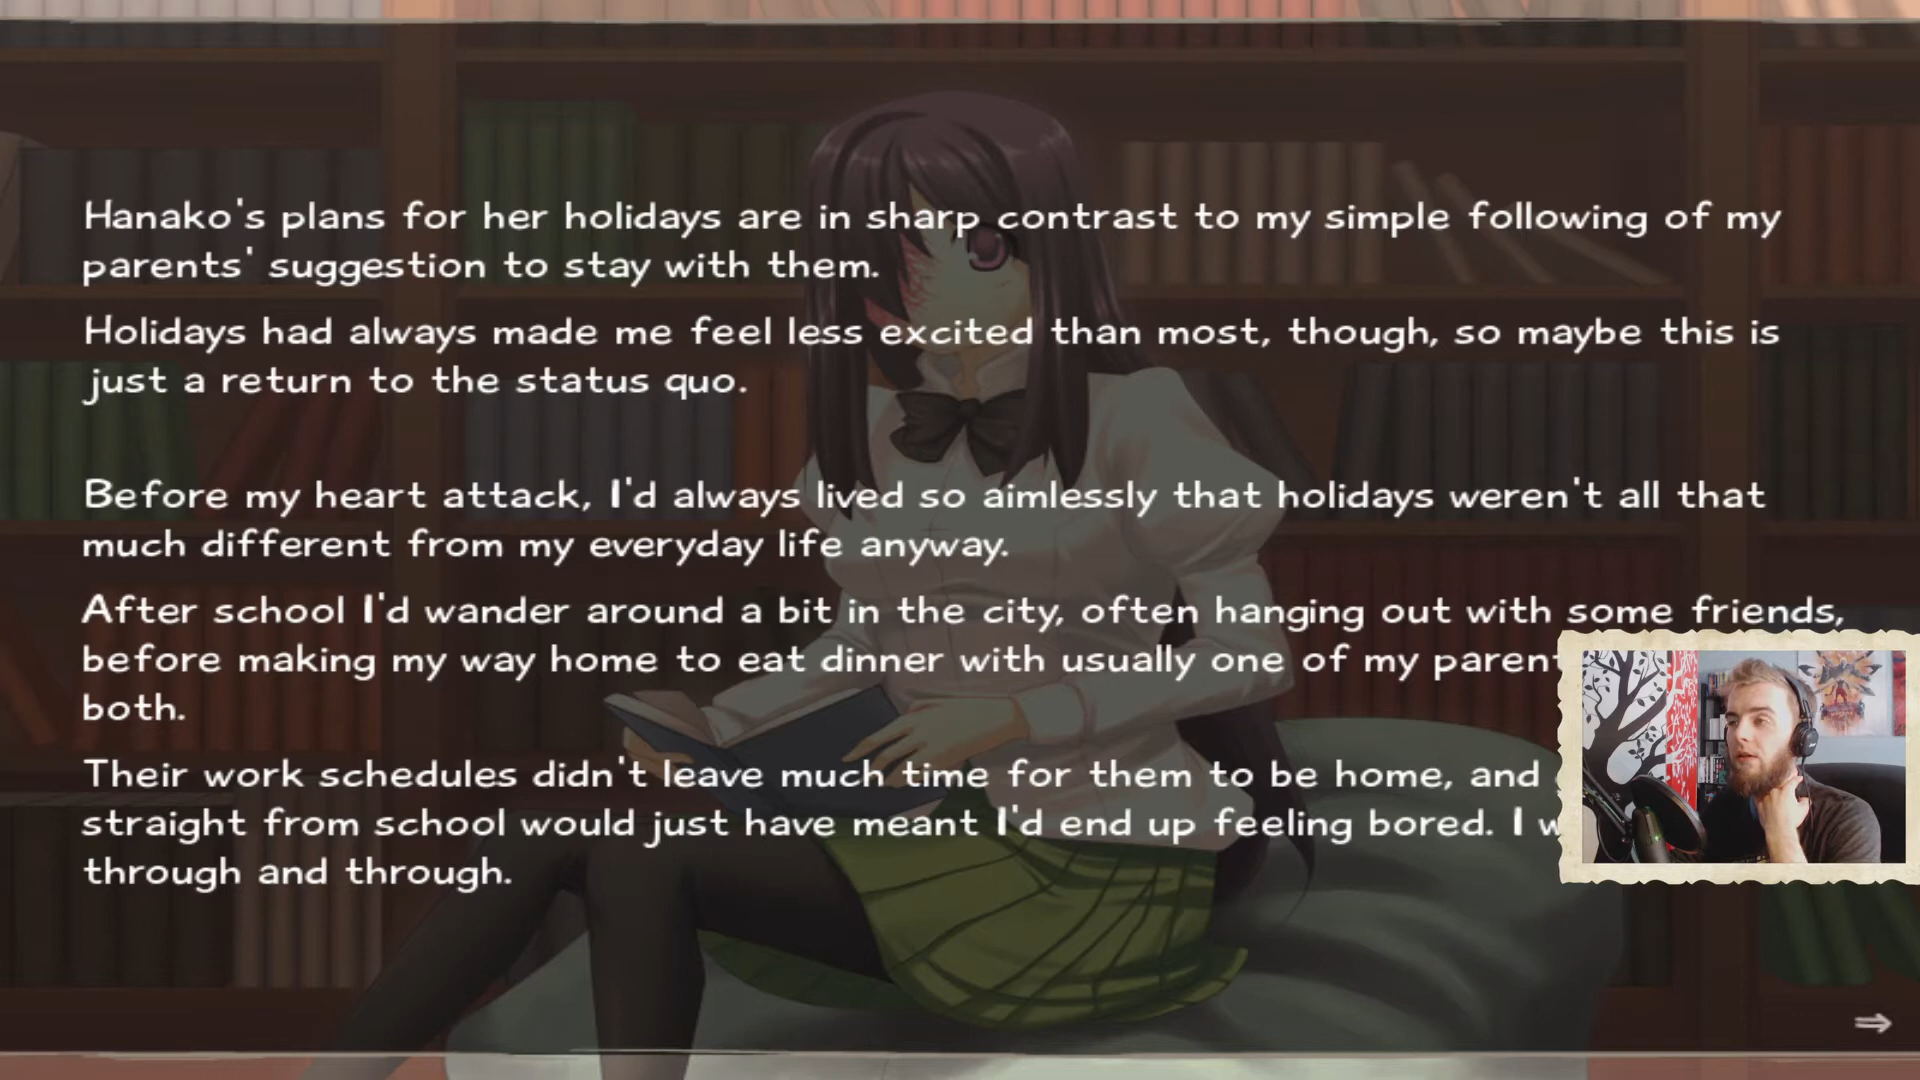 Hanako's plans for her holidays are in sharp contrast to my simple following of my
parents' suggestion to stay with them.
Holidays had always made me feel less excited than most, though, so maybe this is
just a return to the status quo.
Before my heart attack, I'd always lived so aimlessly that holidays weren't all that
much different from my everyday life anyway.
After school I'd wander around a bit in the city, often hanging out with some friends,
before making my way home to eat dinner with usually one of my
both.
Their work schedules didn't leave much time for them to be home, and
straight from school would just have meant I'd end up feeling bored. I
through and through.